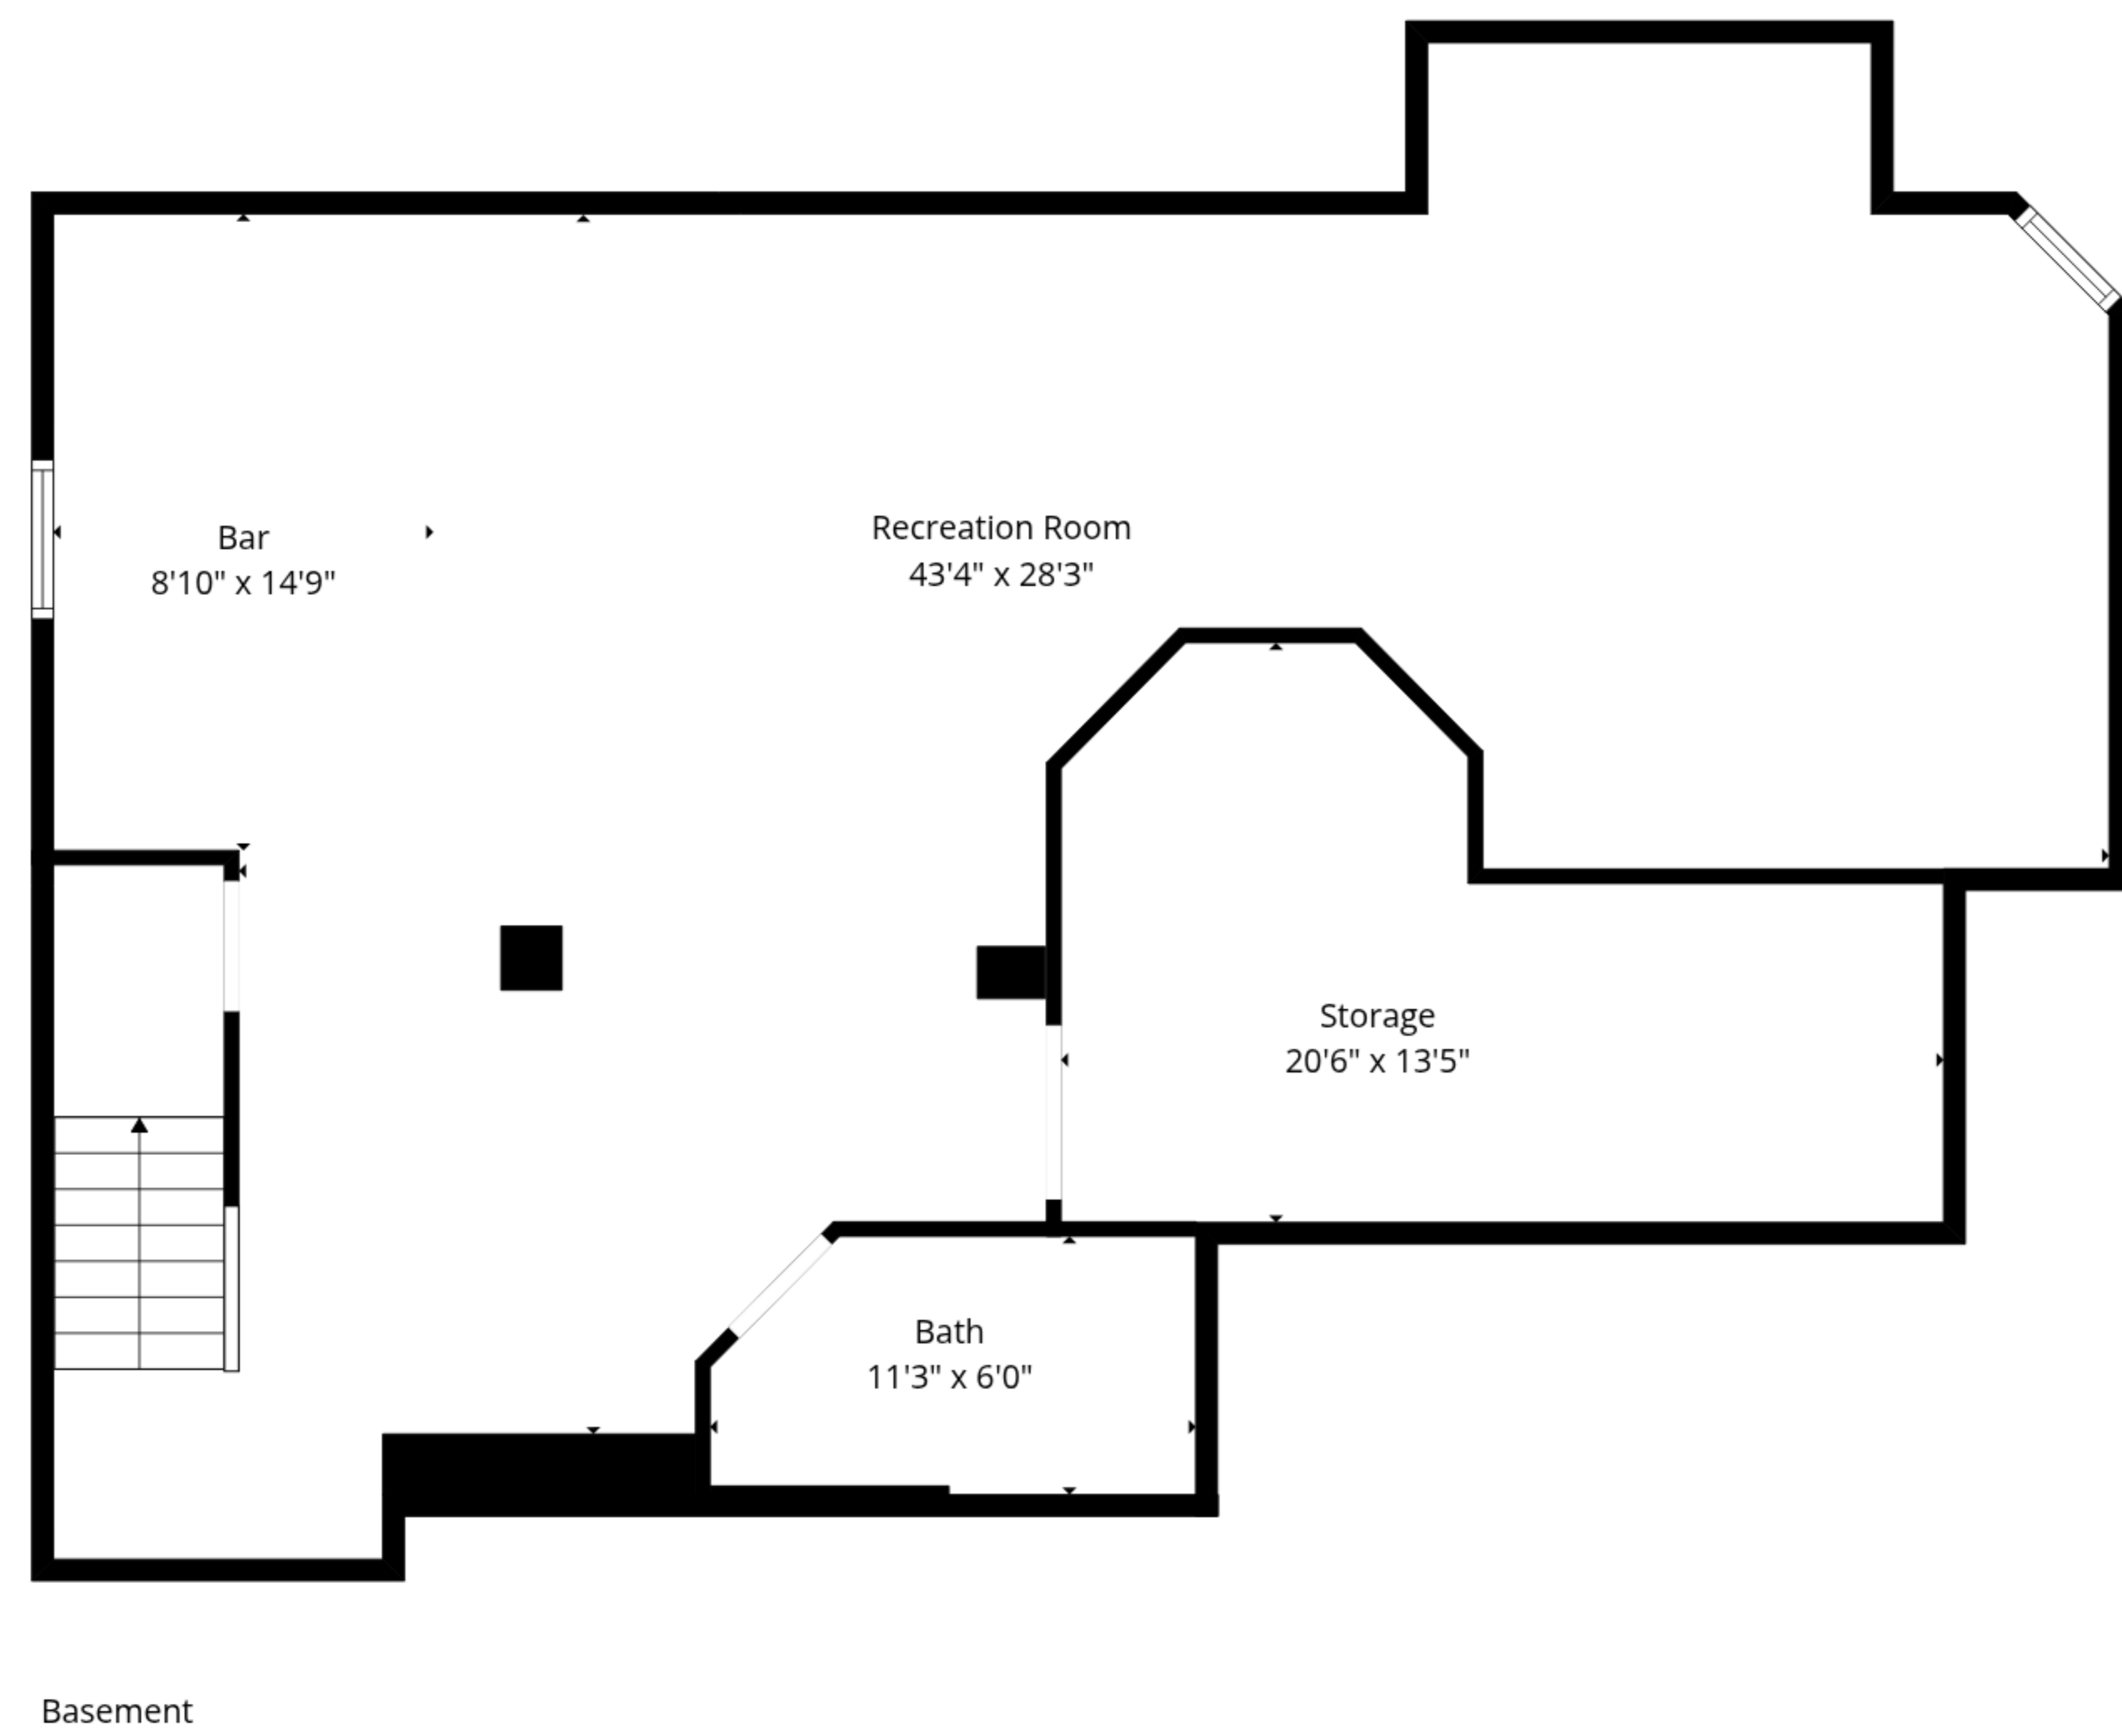 Recreation Room
43'4" x 28'3"
Bar
8'10" x 14'9"
Storage
20'6" x 13'5"
Bath
11'3" x 6'0"
Basement